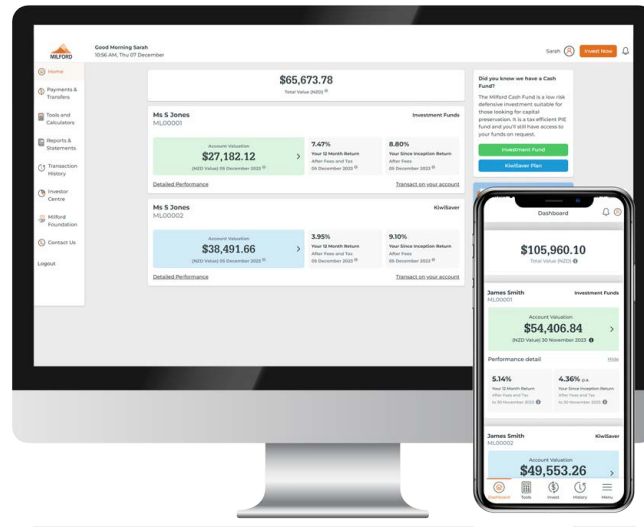 MILFORD
Good Morning Sarah
10:56 AM, Thu 07 December
Sarah
Invest Now
Home
Payments &
Transfers
Tools and
Calculators
Reports &
Statements
Transaction
History
Investor
Centre
Milford
Foundation
Contact Us
Logout
$65,673.78
Total Value (NZD)
Ms S Jones
Investment Funds
ML00001
Account Valuation
$27,182.12
(NZD Value) 05 December 2023
7.47%
Your 12 Month Return
After Fees and Tax
05 December 2023
8.80%
Your Since Inception Return
After Fees
05 December 2023
Detailed Performance
Transact on your account
Ms S Jones
KiwiSaver
ML00002
Account Valuation
$38,491.66
(NZD Value) 05 December 2023
3.95%
Your 12 Month Return
After Fees and Tax
05 December 2023
9.10%
Your Since Inception Return
After Fees
05 December 2023
Detailed Performance
Transact on your account
Did you know we have a Cash
Fund?
The Milford Cash Fund is a low risk
defensive investment suitable for
those looking for capital
preservation. It is a tax efficient PIE
fund and you'll still have access to
your funds on request.
Investment Fund
KiwiSaver Plan
Dashboard
$105,960.10
Total Value (NZD)
James Smith
Investment Funds
ML00001
Account Valuation
$54,406.84
(NZD Value) 30 November 2023
Performance detail
Hide
5.14%
Your 12 Month Return
After Fees and Tax
to 30 November 2023
4.36% p.a.
Your Since Inception Return
After Fees and Tax
to 30 November 2023
James Smith
KiwiSaver
ML00002
Account Valuation
$49,553.26
Dashboard
Tools
Invest
History
Menu